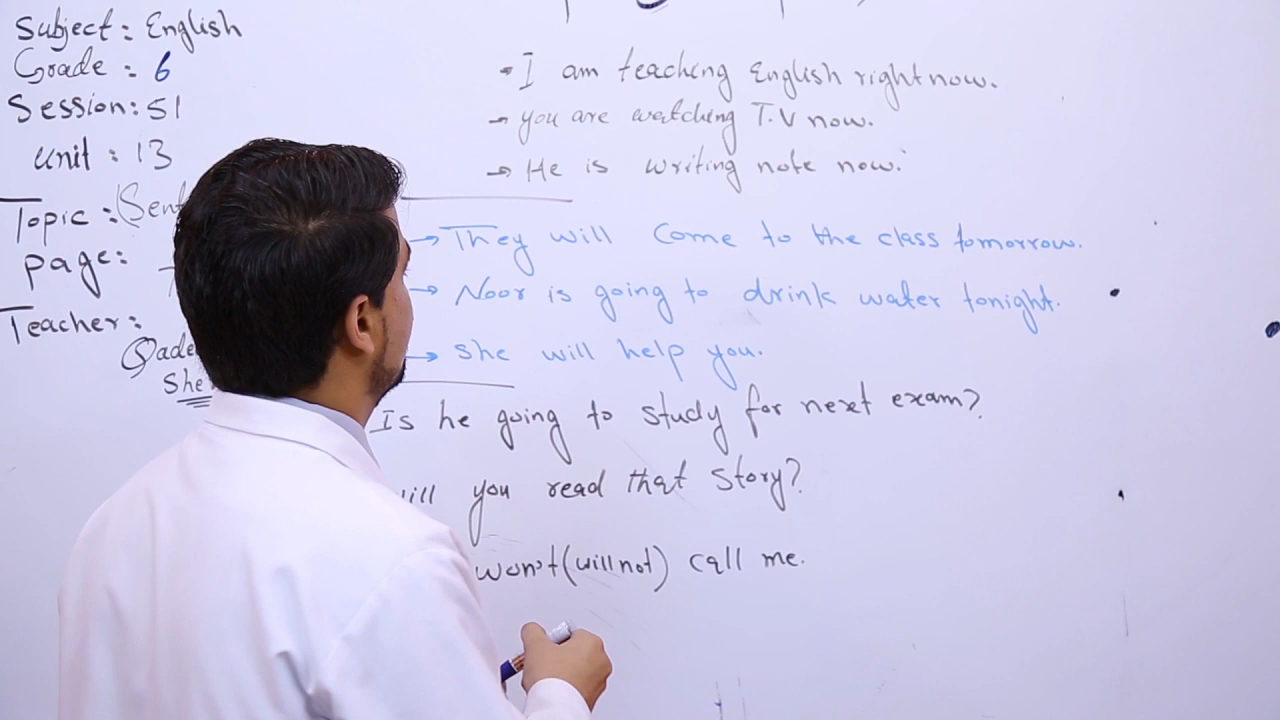 Subject: English
Grade: 6
Session: 51
Unit: 13
Topic:
page:
Teacher:
I am teaching English right now.
you are watching T.V now.
He is writing note now.
They will Come to the class tomorrow.
Noor is going to drink water tonight.
She will help you.
Is he going to study for next exam?
you read that story?
won't (will not) call me.